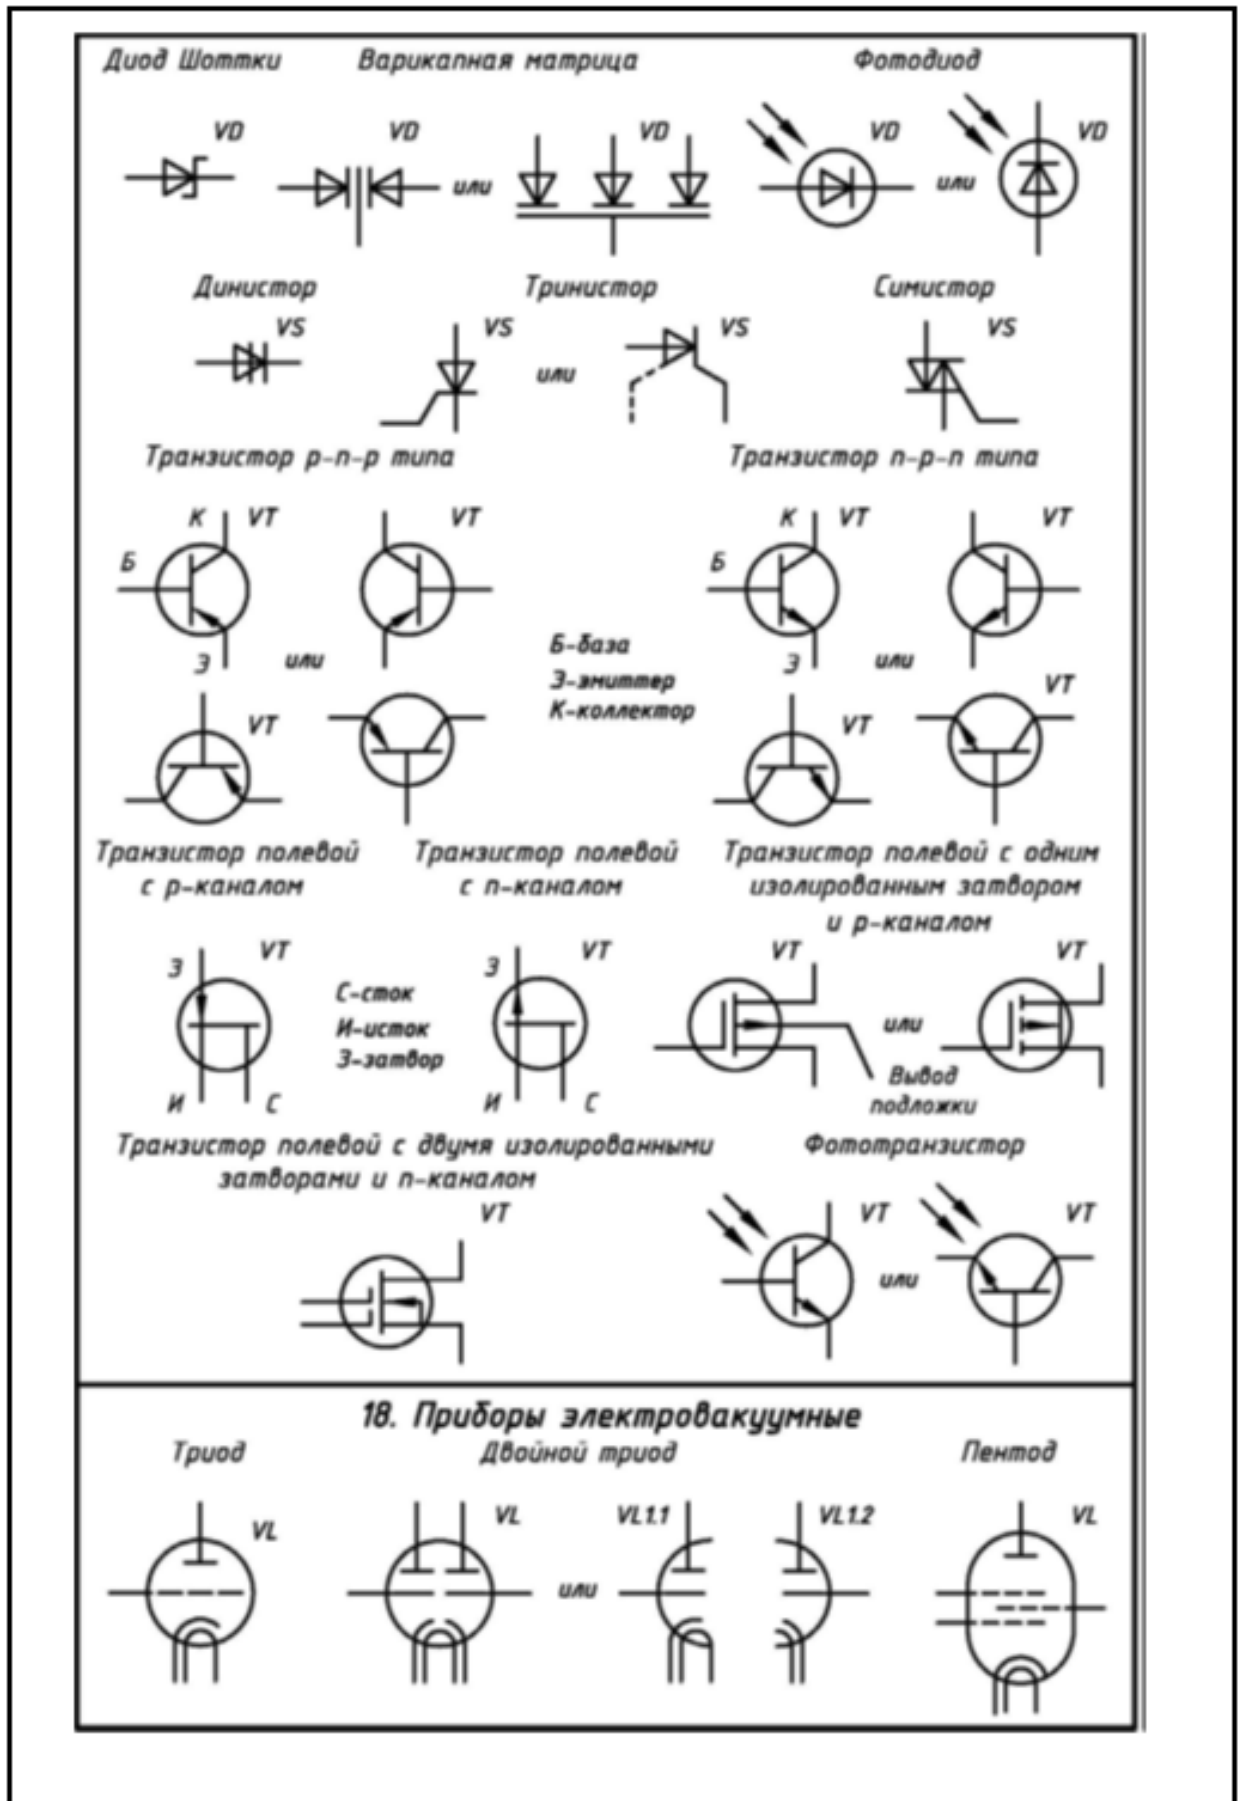 Диод Шоттки Варикапная матрица Фотодиод
VD VD VD VD VD
или или
Динистор Тринистор Симистор
VS VS VS VS
или
Транзистор p-n-p типа Транзистор n-p-n типа
К VT VT К VT VT
Б Б
Б-база
Э или Э или
Э-эмиттер VT
К-коллектор
VT VT
Транзистор полевой Транзистор полевой Транзистор полевой с одним
с p-каналом с n-каналом изолированным затвором
и p-каналом
З VT З VT VT VT
С-сток
И-исток или
З-затвор
Вывод
И С И С подложки
Транзистор полевой с двумя изолированными Фототранзистор
затворами и n-каналом
VT VT VT
или
18. Приборы электровакуумные
Триод Двойной триод Пентод
VL VL VL1.1 VL1.2 VL
или